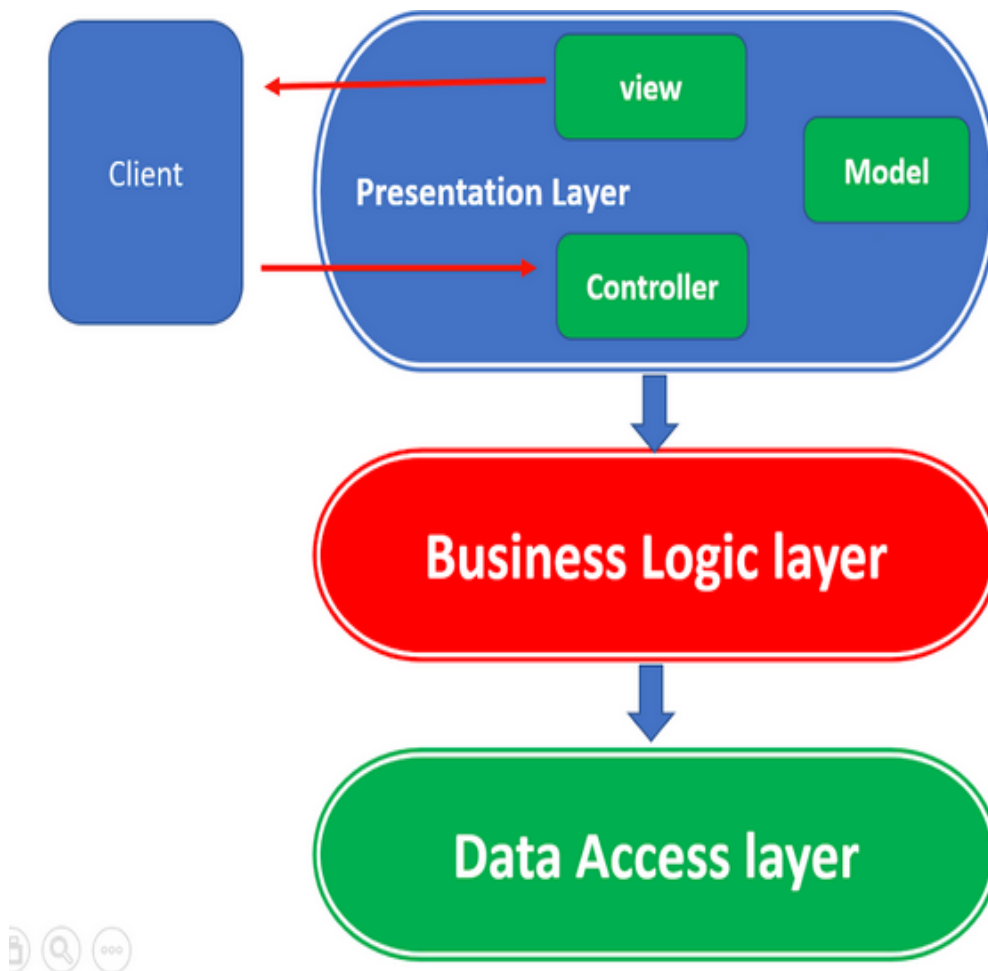 view
Client
Model
Presentation Layer
Controller
Business Logic layer
Data Access layer